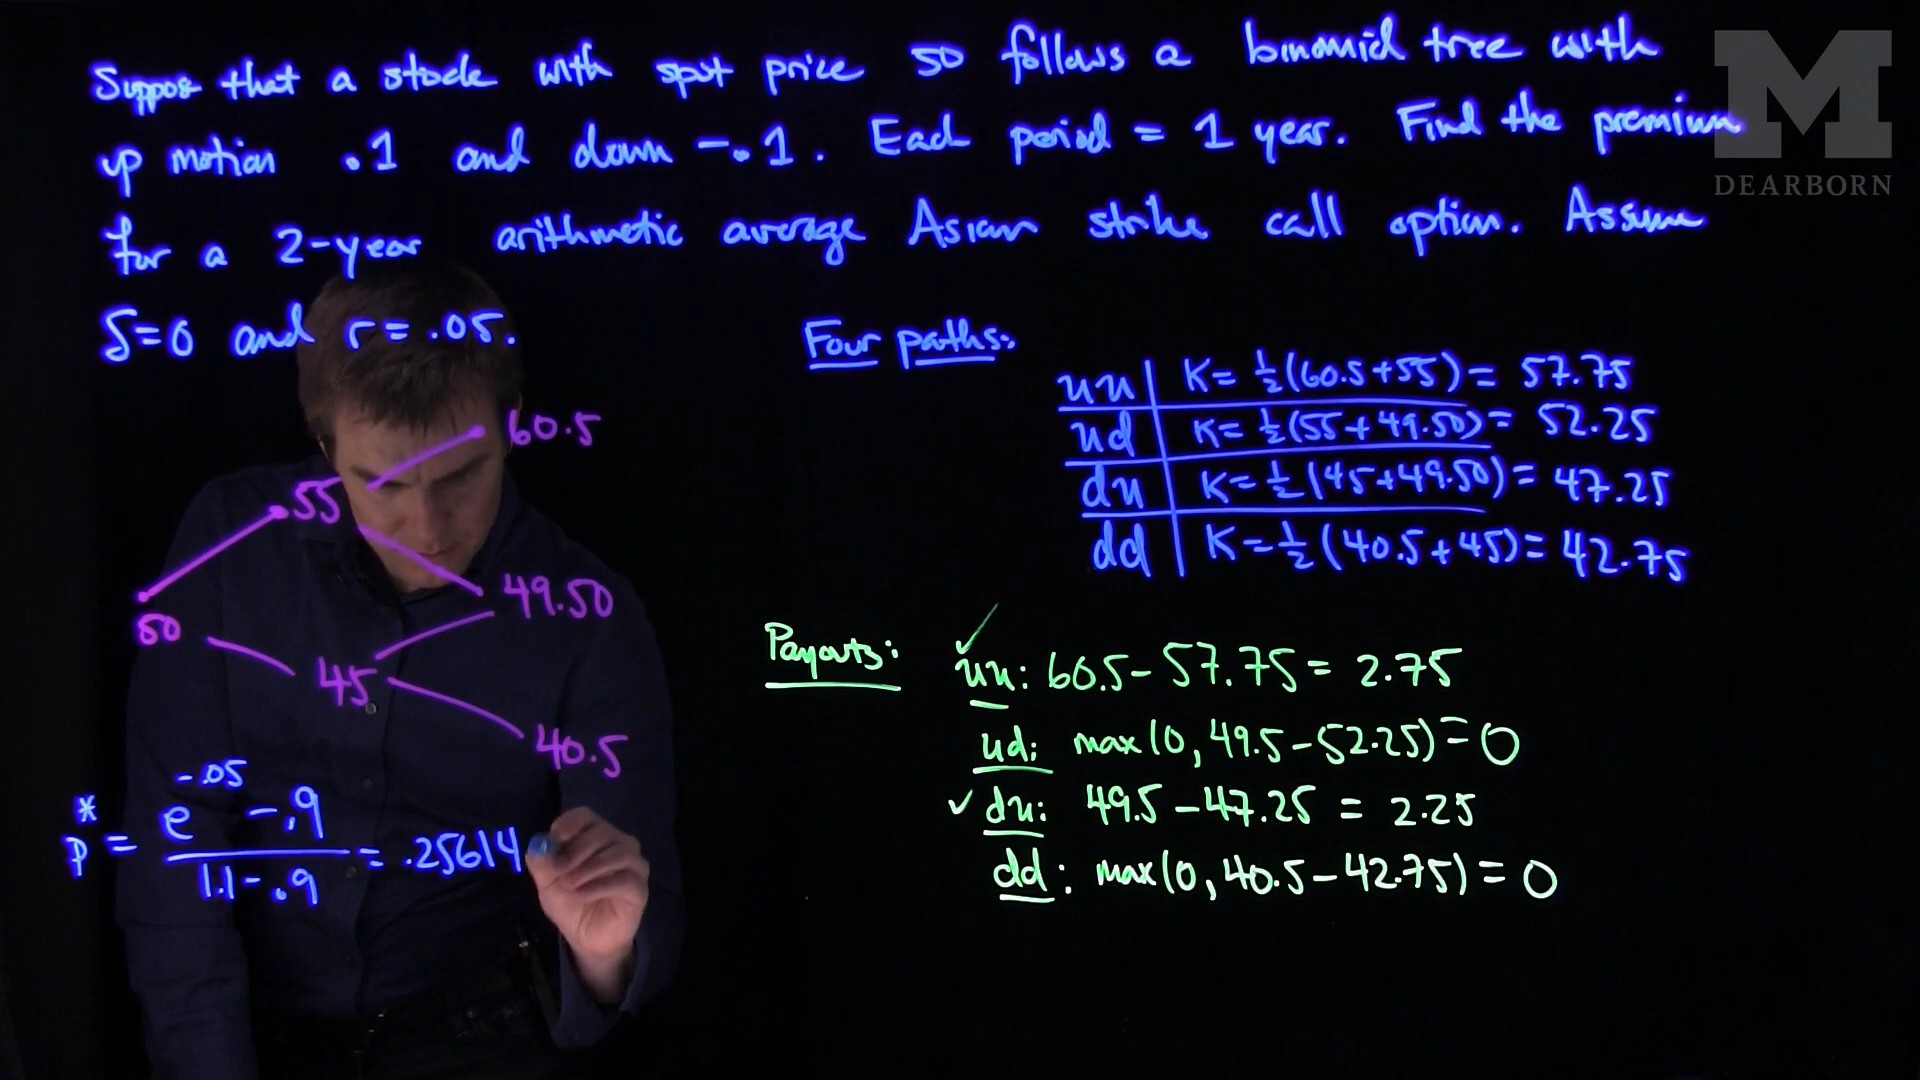 Suppos that a stock with spot price 50 follows a binomial tree with
up motion .1 and down -.1. Each period = 1 year. Find the premium
for a 2-year arithmetic average Asian strike call option. Assume
δ=0 and r=.05.
M
DEARBORN
Four paths:
uu K=½(60.5+55)=57.75
ud K=½(55+49.50)=52.25
du K=½(45+49.50)=47.25
dd K=½(40.5+45)=42.75
60.5
55
49.50
50
45
40.5
Payouts: ✓uu: 60.5-57.75=2.75
ud: max(0,49.5-52.25)=0
✓du: 49.5-47.25=2.25
dd: max(0,40.5-42.75)=0
p* = (e^-.05 -.9)/(1.1-.9) = .25614